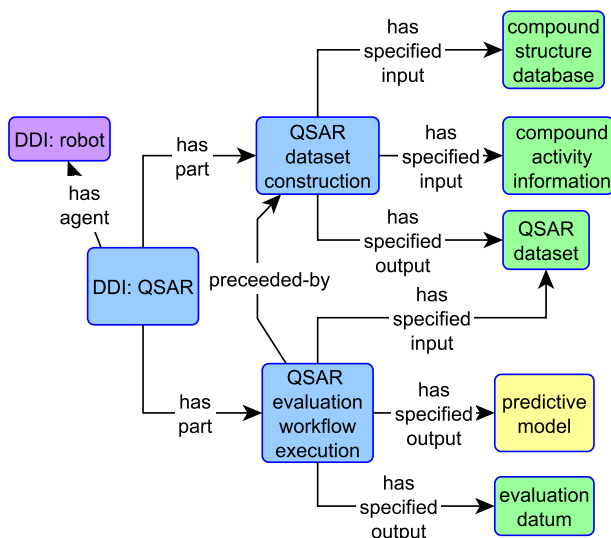 has
specified
input
compound
structure
database
DDI: robot
has
part
QSAR
dataset
construction
has
specified
input
compound
activity
information
has
agent
has
specified
output
QSAR
dataset
DDI: QSAR
preceeded-by
has
specified
input
has
part
QSAR
evaluation
workflow
execution
has
specified
output
predictive
model
has
specified
output
evaluation
datum